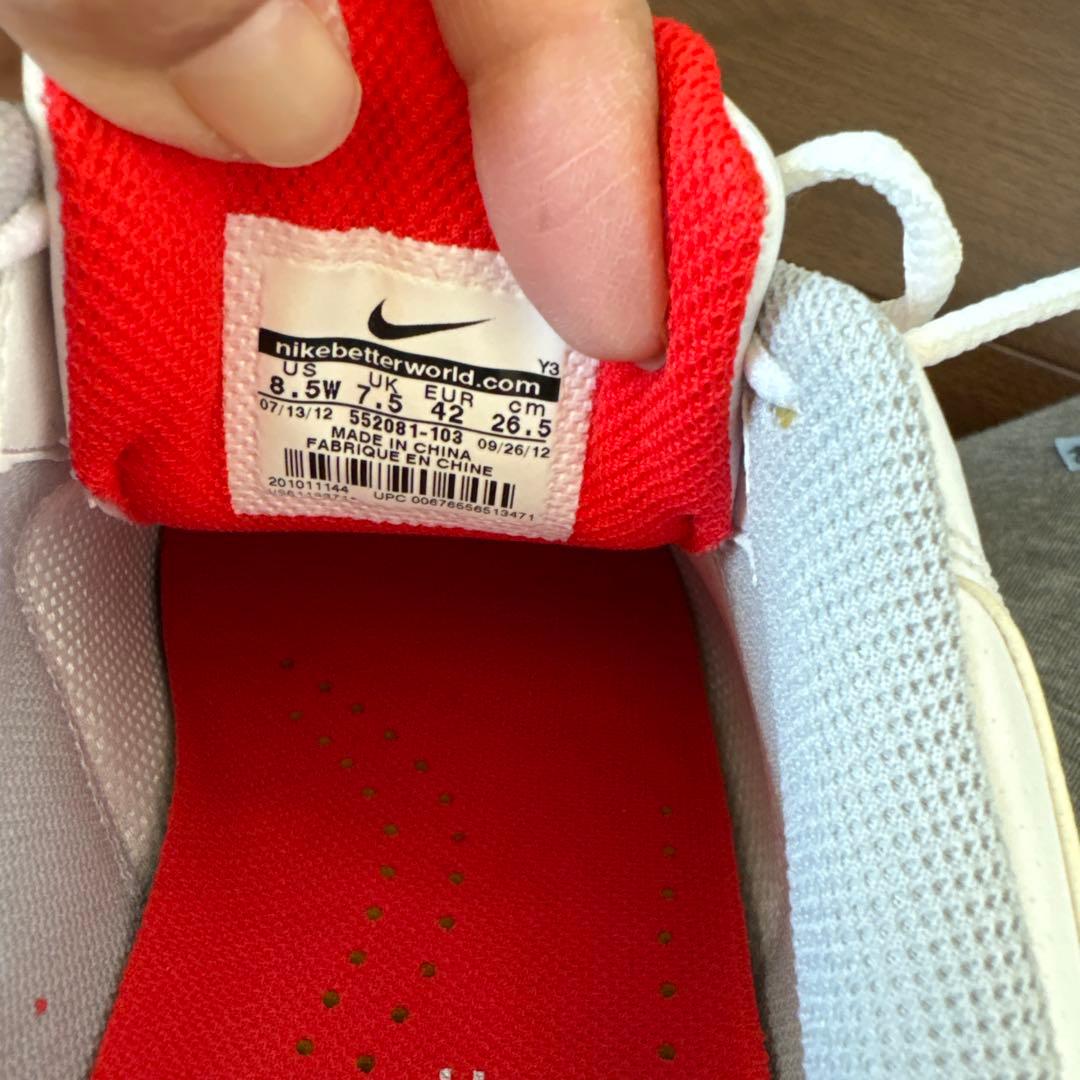 nikebetterworld.com Y3
US UK EUR cm
8.5W 7.5 42 26.5
07/13/12 552081-103 09/26/12
MADE IN CHINA
FABRIQUE EN CHINE
201011144
UPC 00676556513471